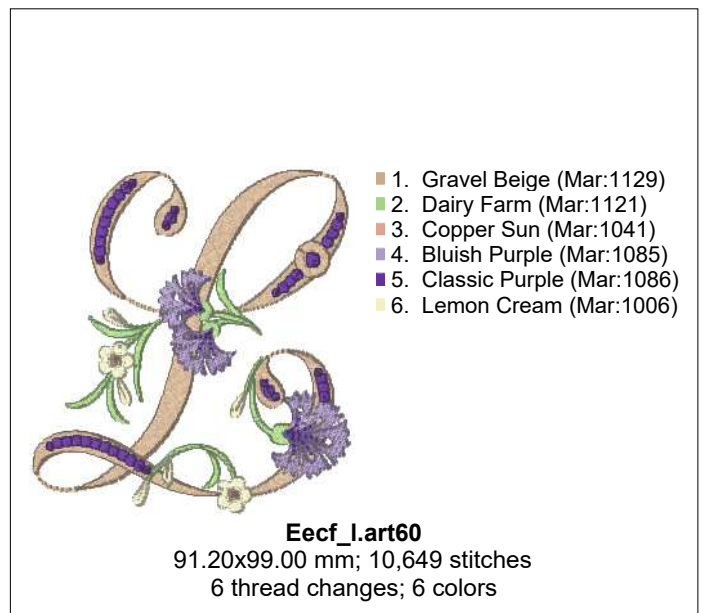 1. Gravel Beige (Mar:1129)
2. Dairy Farm (Mar:1121)
3. Copper Sun (Mar:1041)
4. Bluish Purple (Mar:1085)
5. Classic Purple (Mar:1086)
6. Lemon Cream (Mar:1006)
L
Eecf_l.art60
91.20x99.00 mm; 10,649 stitches
6 thread changes; 6 colors